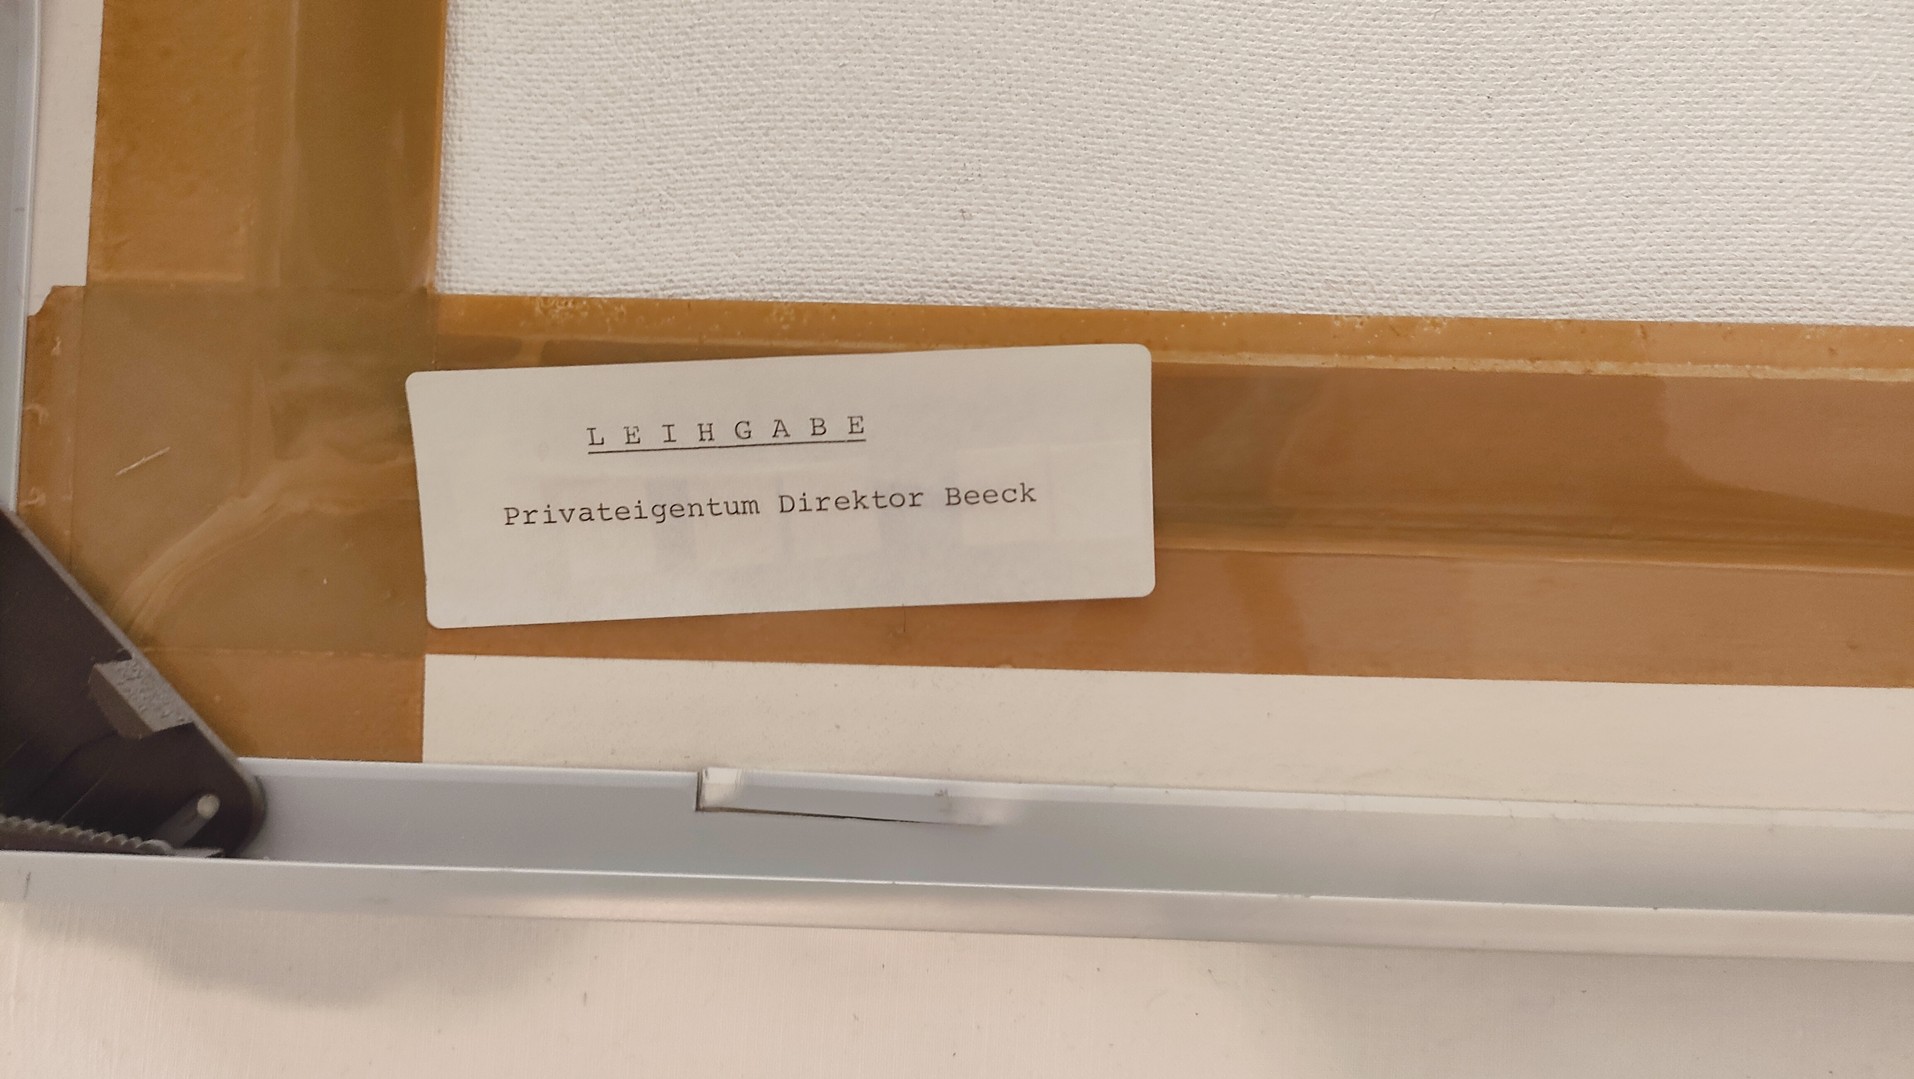 L E I H G A B E
Privateigentum Direktor Beeck